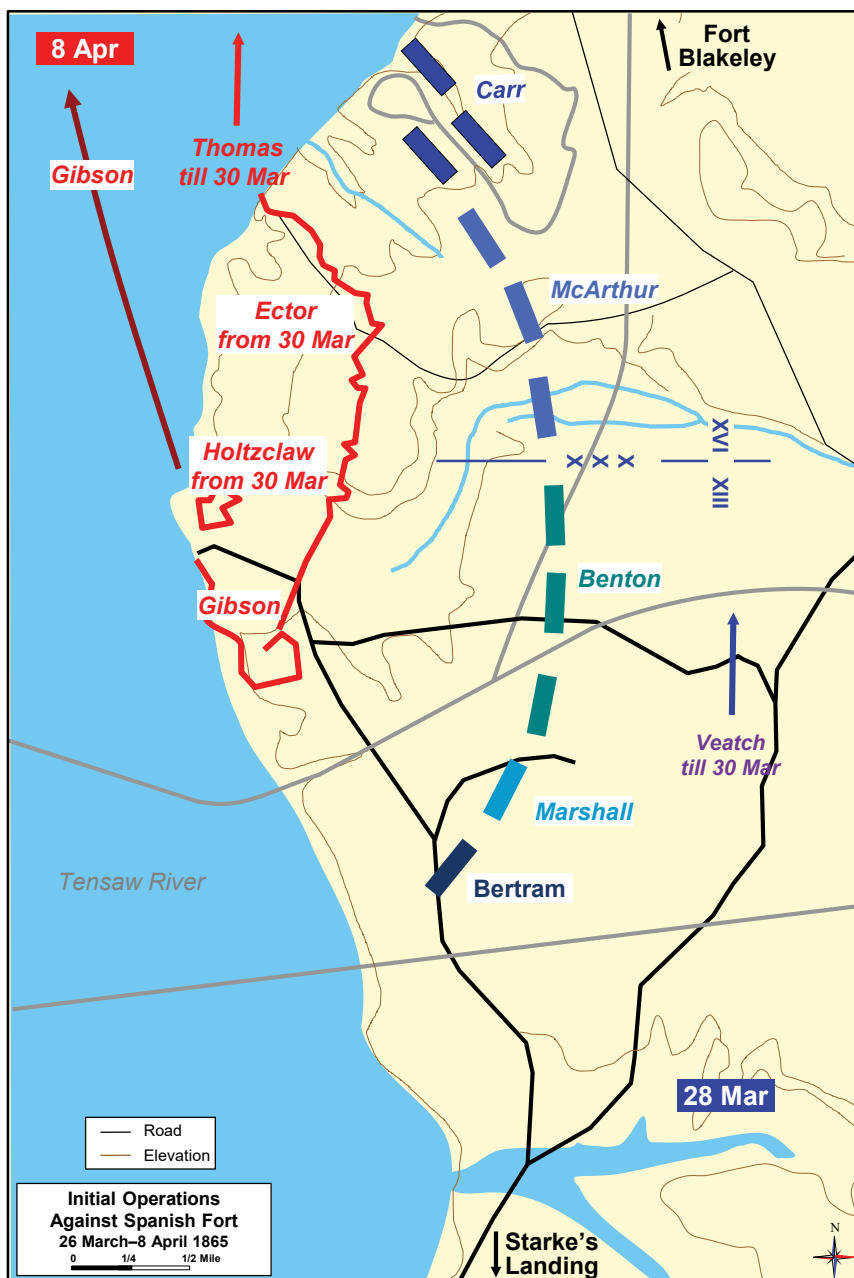 8 Apr
Fort
Blakeley
Carr
Thomas
till 30 Mar
Gibson
McArthur
Ector
from 30 Mar
Holtzclaw
from 30 Mar
XVI
X X X
XIII
Benton
Gibson
Veatch
till 30 Mar
Marshall
Tensaw River
Bertram
28 Mar
Road
Elevation
Initial Operations
Against Spanish Fort
26 March–8 April 1865
0 1/4 1/2 Mile
Starke's
Landing
N